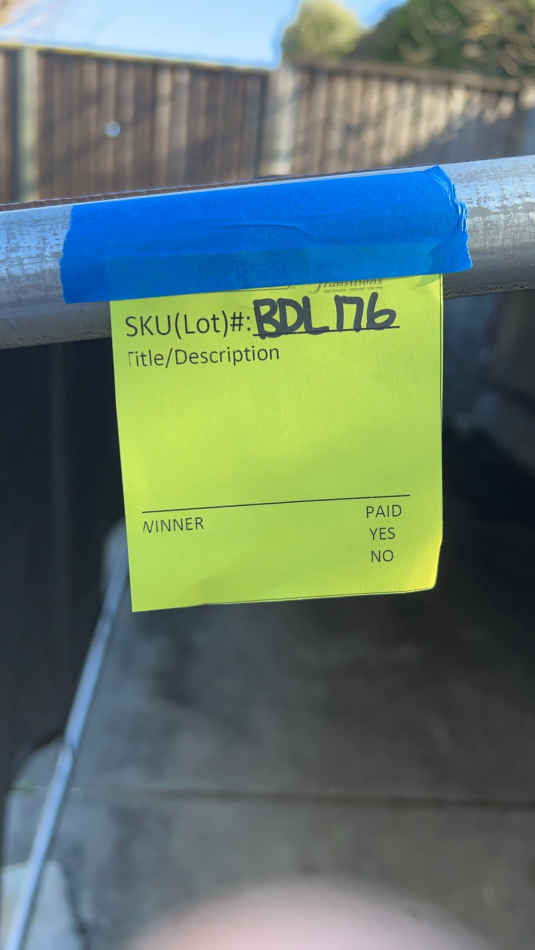 SKU(Lot)#: BDL176
Title/Description
WINNER
PAID
YES
NO